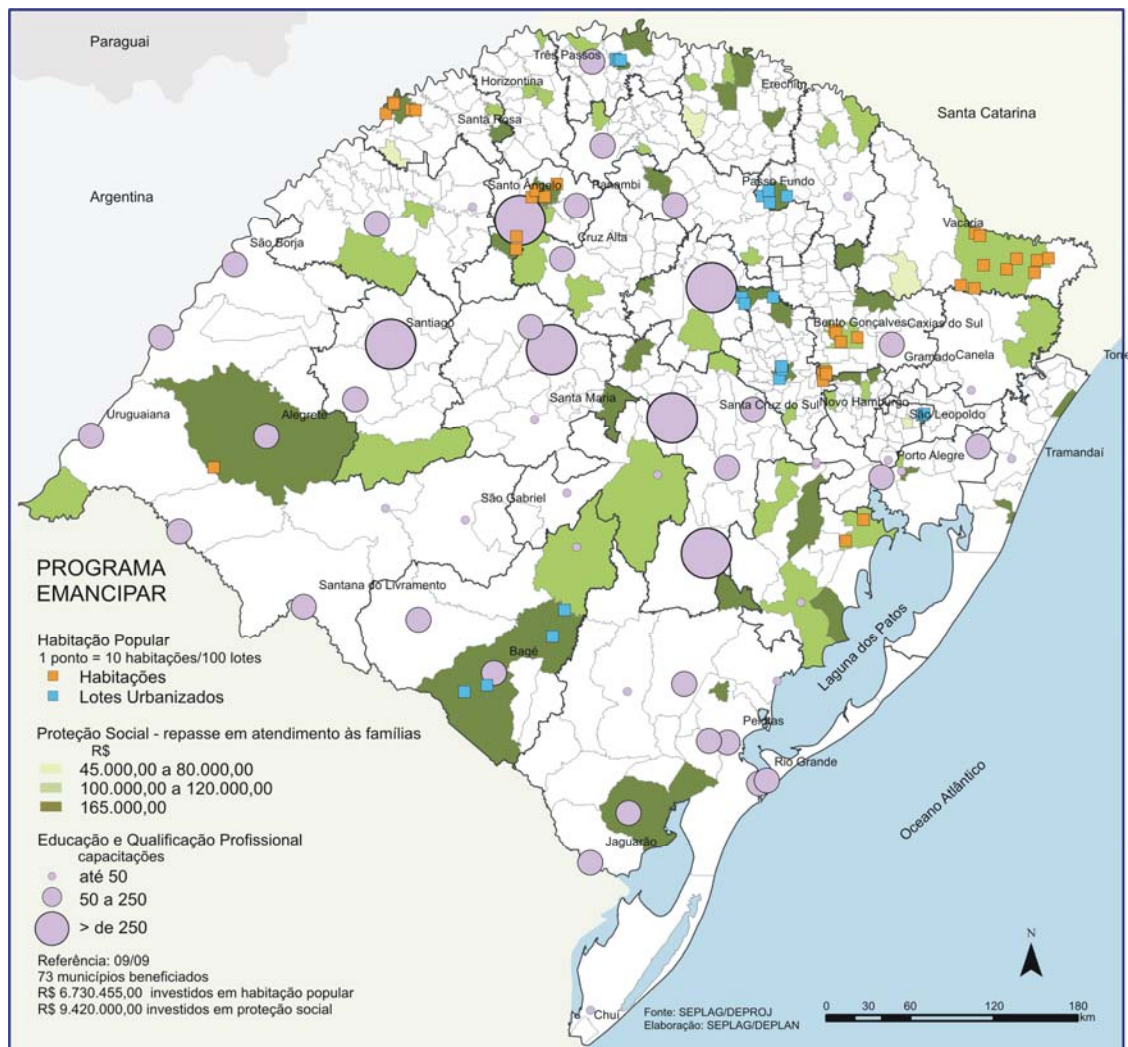 Paraguai
Três Passos
Horizontina
Erechim
Santa Catarina
Santa Rosa
Argentina
Santo Ângelo
Panambi
Passo Fundo
Vacaria
São Borja
Cruz Alta
Santiago
Bento Gonçalves
Caxias do Sul
Gramado
Canela
Santa Maria
Santa Cruz do Sul
Novo Hamburgo
São Leopoldo
Uruguaiana
Alegrete
Porto Alegre
Tramandaí
São Gabriel
Santana do Livramento
Bagé
Laguna dos Patos
Pelotas
Rio Grande
Oceano Atlântico
Jaguarão
Chuí
PROGRAMA
EMANCIPAR
Habitação Popular
1 ponto = 10 habitações/100 lotes
Habitações
Lotes Urbanizados
Proteção Social - repasse em atendimento às famílias
R$
45.000,00 a 80.000,00
100.000,00 a 120.000,00
165.000,00
Educação e Qualificação Profissional
capacitações
até 50
50 a 250
> de 250
Referência: 09/09
73 municípios beneficiados
R$ 6.730.455,00 investidos em habitação popular
R$ 9.420.000,00 investidos em proteção social
Fonte: SEPLAG/DEPROJ
Elaboração: SEPLAG/DEPLAN
N
0 30 60 120 180
km